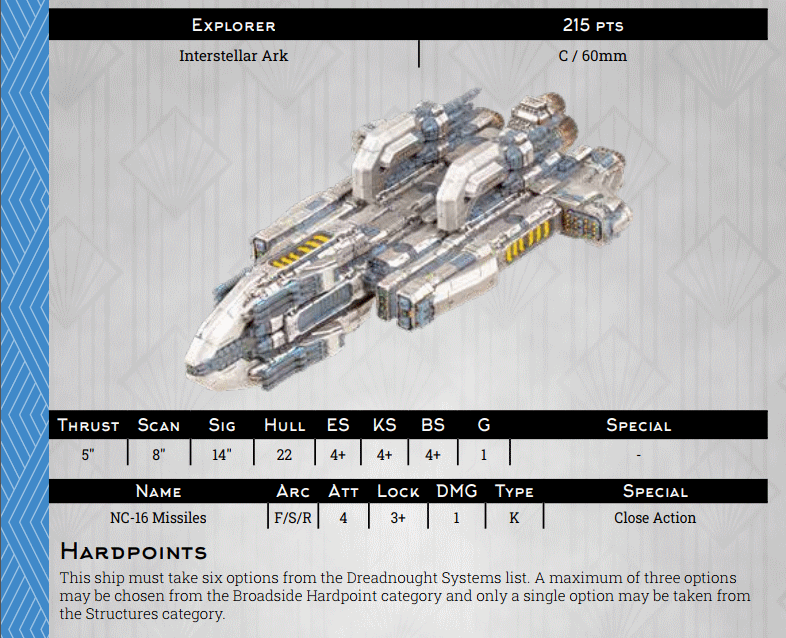 Explorer 215 pts
Interstellar Ark C / 60mm
Thrust Scan Sig Hull ES KS BS G Special
5" 8" 14" 22 4+ 4+ 4+ 1 -
Name Arc Att Lock DMG Type Special
NC-16 Missiles F/S/R 4 3+ 1 K Close Action
Hardpoints
This ship must take six options from the Dreadnought Systems list. A maximum of three options
may be chosen from the Broadside Hardpoint category and only a single option may be taken from
the Structures category.